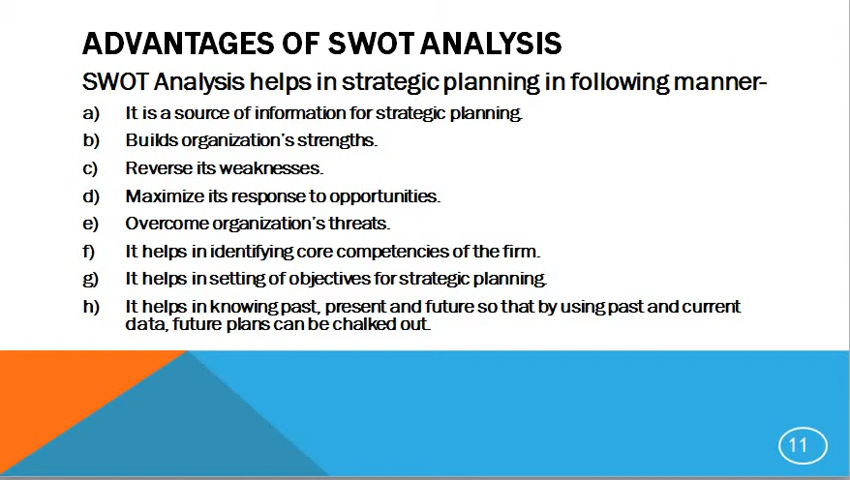 ADVANTAGES OF SWOT ANALYSIS
SWOT Analysis helps in strategic planning in following manner-
a) It is a source of information for strategic planning.
b) Builds organization's strengths.
c) Reverse its weaknesses.
d) Maximize its response to opportunities.
e) Overcome organization's threats.
f) It helps in identifying core competencies of the firm.
g) It helps in setting of objectives for strategic planning.
h) It helps in knowing past, present and future so that by using past and current
data, future plans can be chalked out.
11